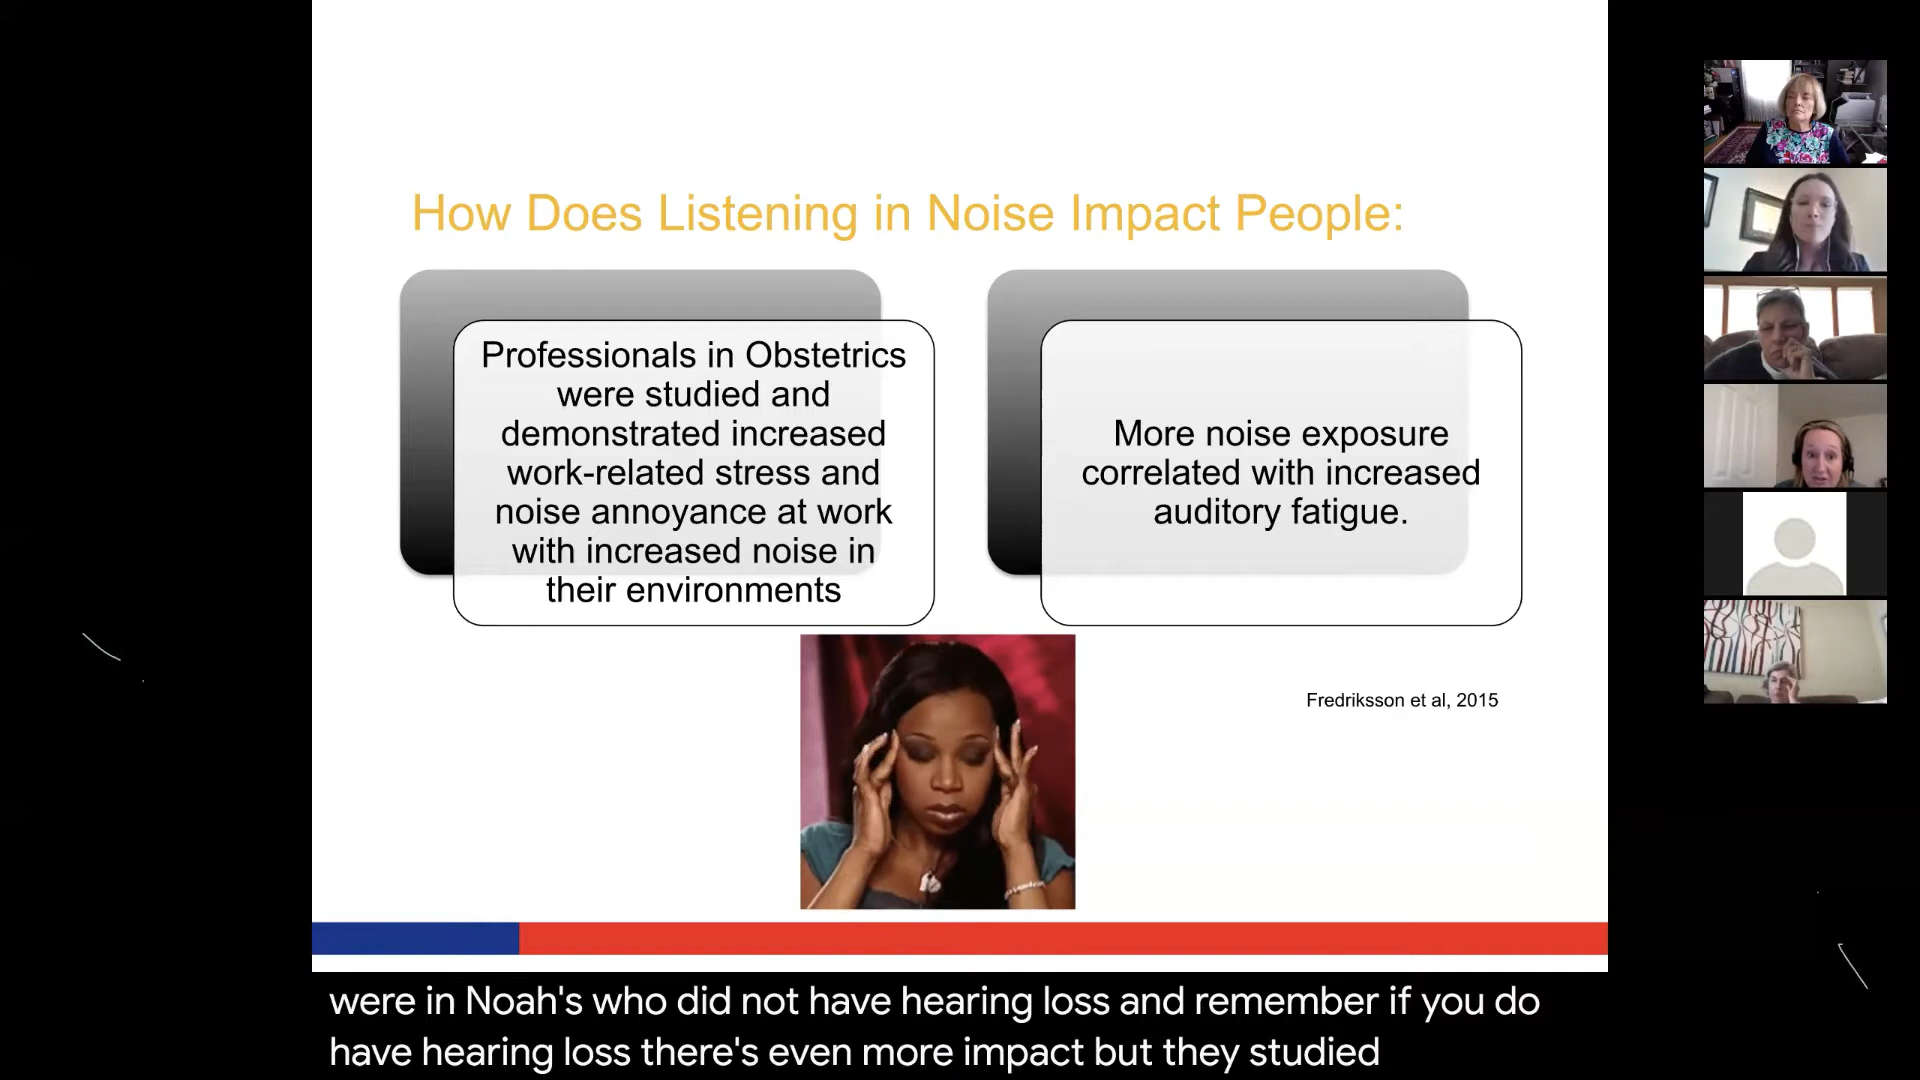 How Does Listening in Noise Impact People:
Professionals in Obstetrics
were studied and
demonstrated increased
work-related stress and
noise annoyance at work
with increased noise in
their environments
More noise exposure
correlated with increased
auditory fatigue.
Fredriksson et al, 2015
were in Noah's who did not have hearing loss and remember if you do
have hearing loss there's even more impact but they studied